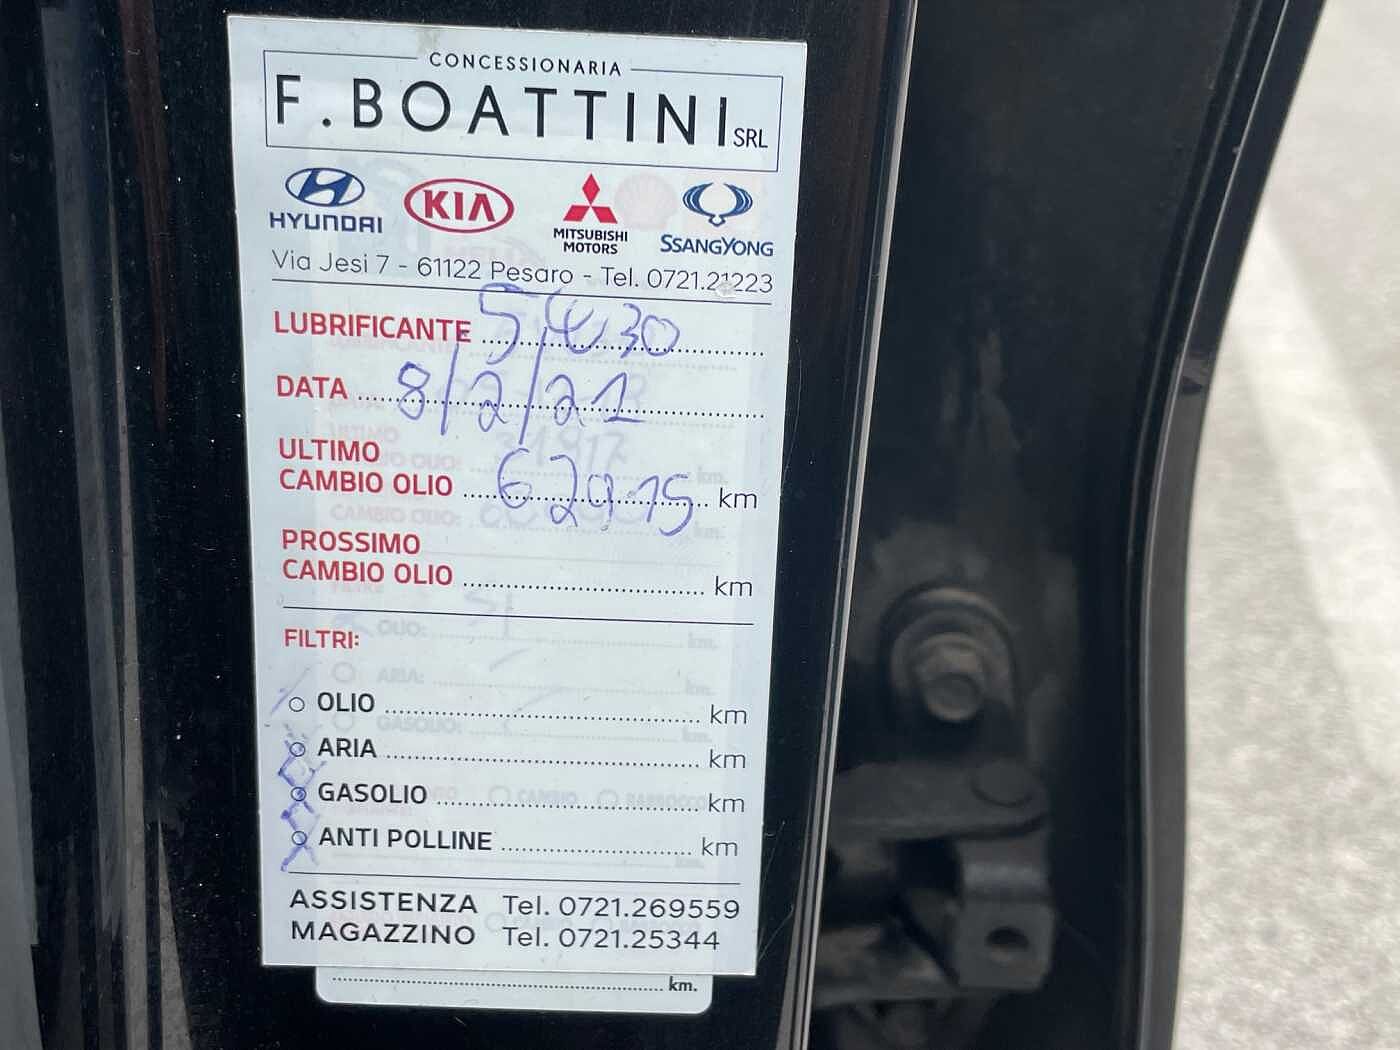 CONCESSIONARIA
F. BOATTINI SRL
HYUNDAI
KIA
MITSUBISHI
MOTORS
SSANGYONG
Via Jesi 7 - 61122 Pesaro - Tel. 0721.21223
LUBRIFICANTE 5W30
DATA 8/2/21
ULTIMO
CAMBIO OLIO 62915 km
PROSSIMO
CAMBIO OLIO km
FILTRI:
OLIO km
ARIA km
GASOLIO km
ANTI POLLINE km
ASSISTENZA Tel. 0721.269559
MAGAZZINO Tel. 0721.25344
km.